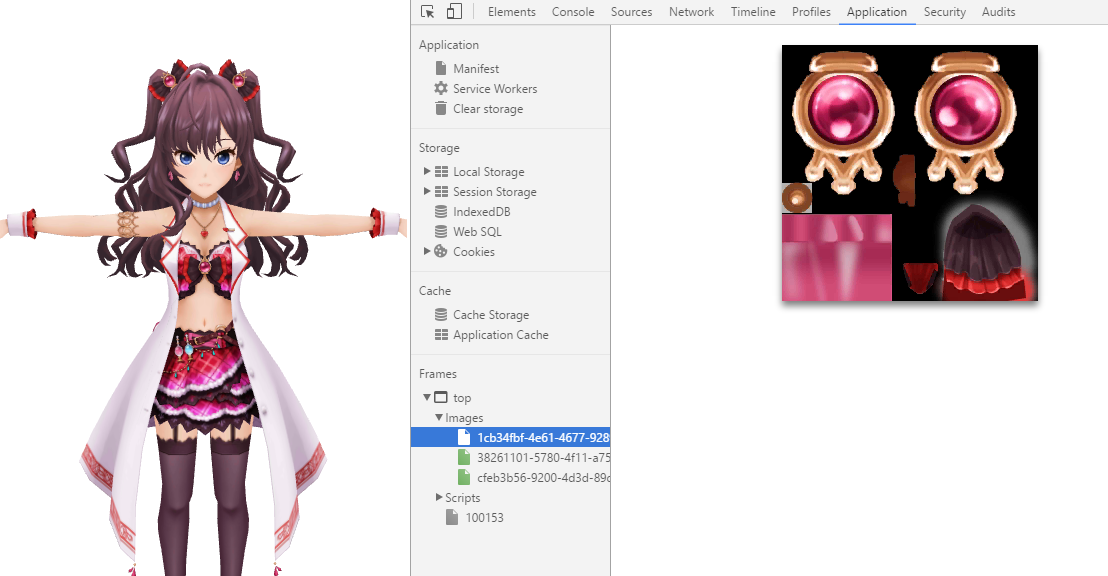 Elements Console Sources Network Timeline Profiles Application Security Audits
Application
Manifest
Service Workers
Clear storage
Storage
Local Storage
Session Storage
IndexedDB
Web SQL
Cookies
Cache
Cache Storage
Application Cache
Frames
top
Images
1cb34fbf-4e61-4677-928
38261101-5780-4f11-a75
cfeb3b56-9200-4d3d-89
Scripts
100153